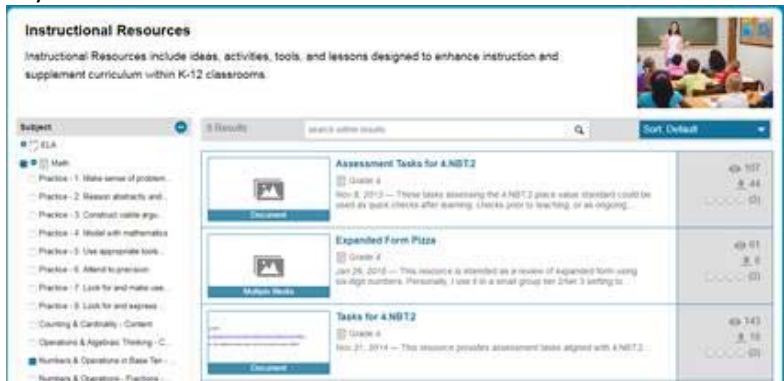 Instructional Resources
Instructional Resources include ideas, activities, tools, and lessons designed to enhance instruction and
supplement curriculum within K-12 classrooms.
Subject
ELA
Math
Practice - 1. Make sense of problem...
Practice - 2. Reason abstractly and...
Practice - 3. Construct viable argu...
Practice - 4. Model with mathematics
Practice - 5. Use appropriate tools...
Practice - 6. Attend to precision
Practice - 7. Look for and make use...
Practice - 8. Look for and express...
Counting & Cardinality - Content
Operations & Algebraic Thinking - C...
Numbers & Operations in Base Ten -...
Numbers & Operations - Fractions -...
Results
search within results
Sort: Default
Document
Assessment Tasks for 4.NBT.2
Grade 4
Nov 8, 2013 — These tasks assessing the 4.NBT.2 place value standard could be
used as quick checks after learning, checks prior to teaching, or as ongoing...
107
44
(0)
Multiple Media
Expanded Form Pizza
Grade 4
Jan 26, 2016 — This resource is intended as a review of expanded form using
six-digit numbers. Personally, I use it in a small group tier 2/tier 3 setting to...
61
(0)
Document
Tasks for 4.NBT.2
Grade 4
Nov 21, 2014 — This resource provides assessment tasks aligned with 4.NBT.2...
143
(0)